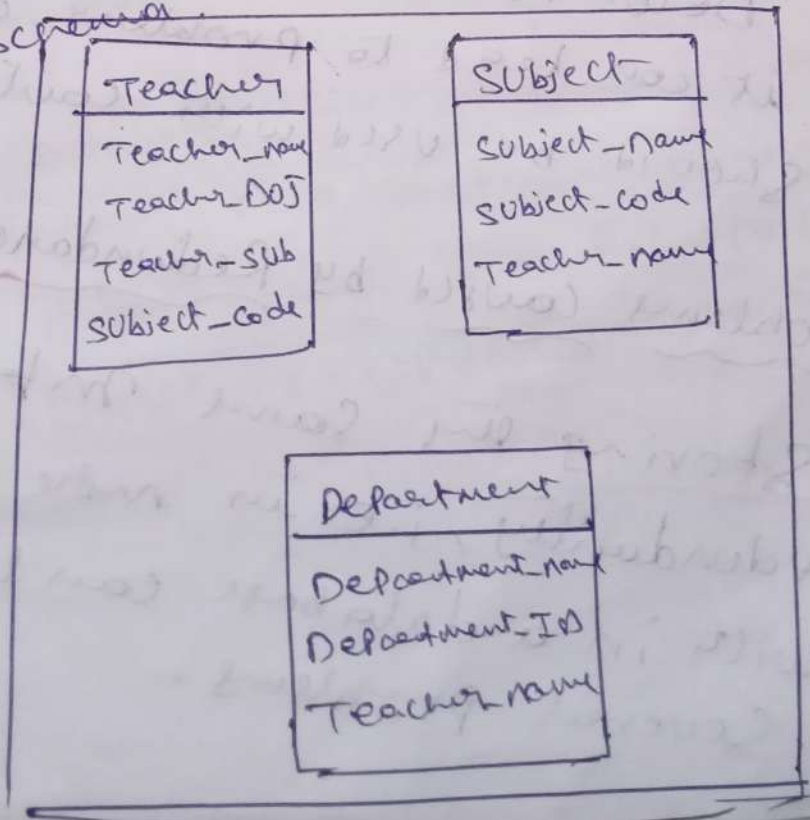 Schema.
Teacher
Teacher_name
Teacher_DOJ
Teacher_Sub
Subject_Code
Subject
Subject_name
Subject_Code
Teacher_name
Department
Department_name
Department_ID
Teacher_name